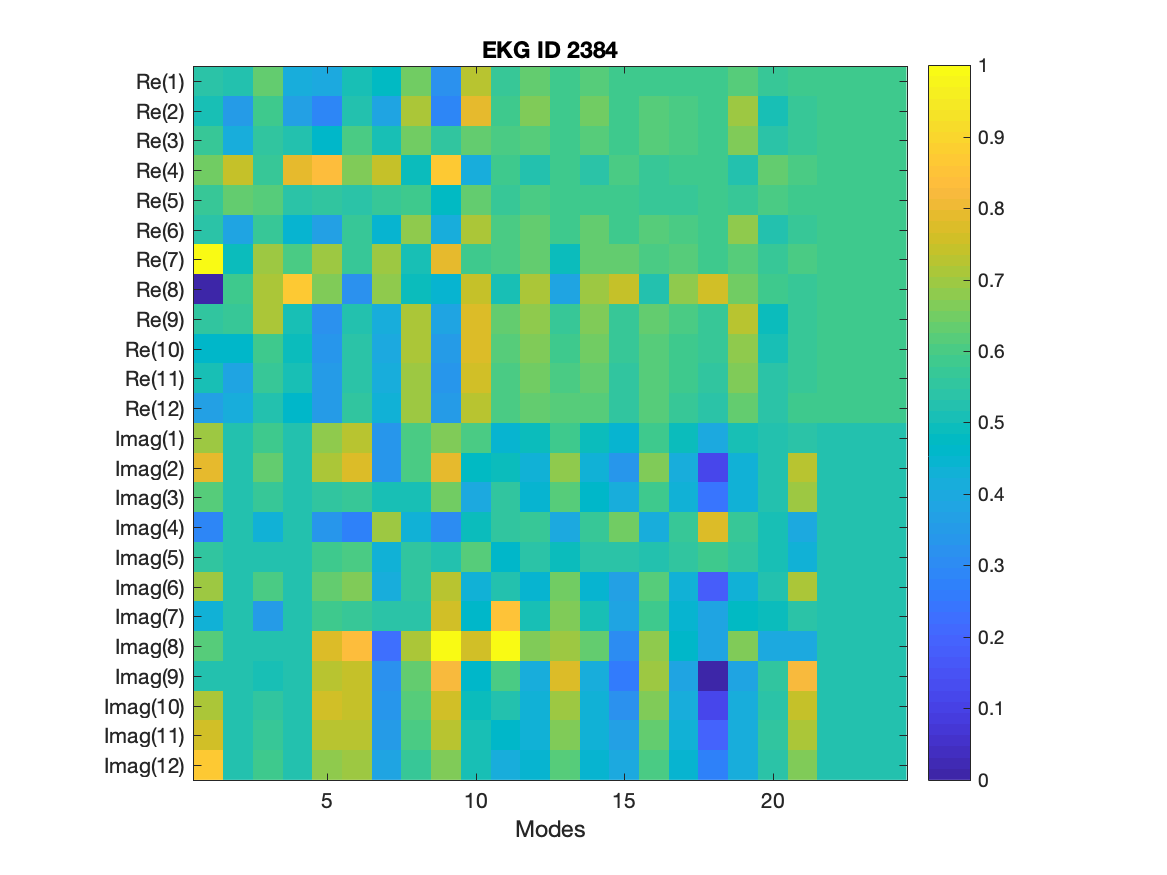 EKG ID 2384
Re(1)
Re(2)
Re(3)
Re(4)
Re(5)
Re(6)
Re(7)
Re(8)
Re(9)
Re(10)
Re(11)
Re(12)
Imag(1)
Imag(2)
Imag(3)
Imag(4)
Imag(5)
Imag(6)
Imag(7)
Imag(8)
Imag(9)
Imag(10)
Imag(11)
Imag(12)
5 10 15 20
Modes
1
0.9
0.8
0.7
0.6
0.5
0.4
0.3
0.2
0.1
0